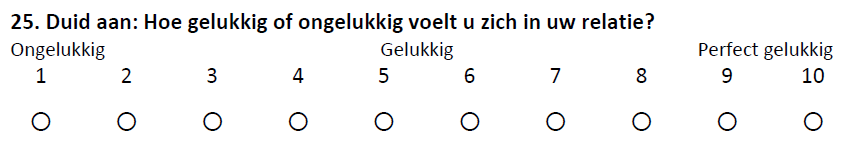 25. Duid aan: Hoe gelukkig of ongelukkig voelt u zich in uw relatie?
Ongelukkig Gelukkig Perfect gelukkig
1 2 3 4 5 6 7 8 9 10